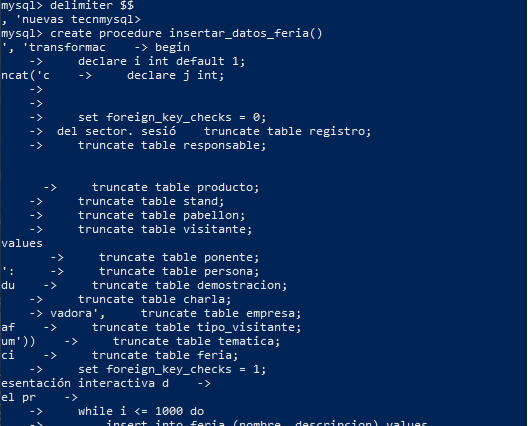 mysql> delimiter $$
, 'nuevas tecnmysql>
mysql> create procedure insertar_datos_feria()
', 'transformac    -> begin
    ->     declare i int default 1;
ncat('c    ->     declare j int;
    ->
    ->
    ->     set foreign_key_checks = 0;
    ->  del sector. sesió    truncate table registro;
    ->     truncate table responsable;
    ->     truncate table producto;
    ->     truncate table stand;
    ->     truncate table pabellon;
    ->     truncate table visitante;
values
    ->     truncate table ponente;
':    ->     truncate table persona;
du    ->     truncate table demostracion;
    ->     truncate table charla;
    -> vadora',     truncate table empresa;
af    ->     truncate table tipo_visitante;
um'))    ->     truncate table tematica;
ci    ->     truncate table feria;
    ->     set foreign_key_checks = 1;
esentación interactiva d    ->
el pr    ->
    ->     while i <= 1000 do
    ->         insert into feria (nombre, descripcion) values